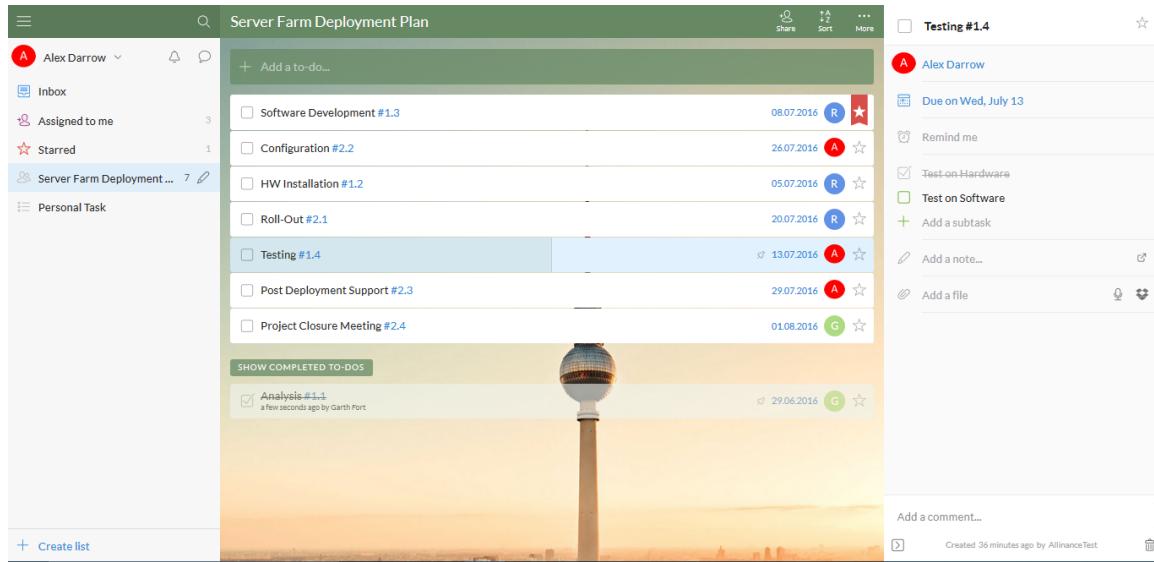 Server Farm Deployment Plan
Share
Sort
More
A Alex Darrow
Inbox
Assigned to me 3
Starred 1
Server Farm Deployment ... 7
Personal Task
Create list
Add a to-do...
Software Development #1.3 08.07.2016 R
Configuration #2.2 26.07.2016 A
HW Installation #1.2 05.07.2016 R
Roll-Out #2.1 20.07.2016 R
Testing #1.4 13.07.2016 A
Post Deployment Support #2.3 29.07.2016 A
Project Closure Meeting #2.4 01.08.2016 G
SHOW COMPLETED TO-DOS
Analysis #1.1 29.06.2016 G
a few seconds ago by Garth Fort
Testing #1.4
A Alex Darrow
Due on Wed, July 13
Remind me
Test on Hardware
Test on Software
Add a subtask
Add a note...
Add a file
Add a comment...
Created 36 minutes ago by AllinanceTest